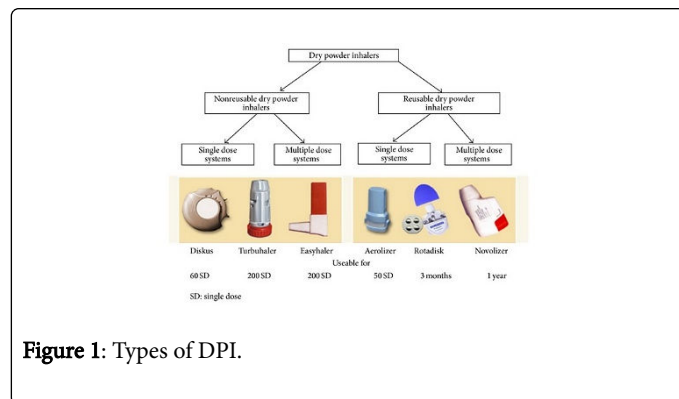 Dry powder inhalers
Nonreusable dry powder
inhalers
Reusable dry powder
inhalers
Single dose
systems
Multiple dose
systems
Single dose
systems
Multiple dose
systems
Diskus
Turbuhaler
Easyhaler
Aerolizer
Rotadisk
Novolizer
Useable for
60 SD
200 SD
200 SD
50 SD
3 months
1 year
SD: single dose
Figure 1: Types of DPI.